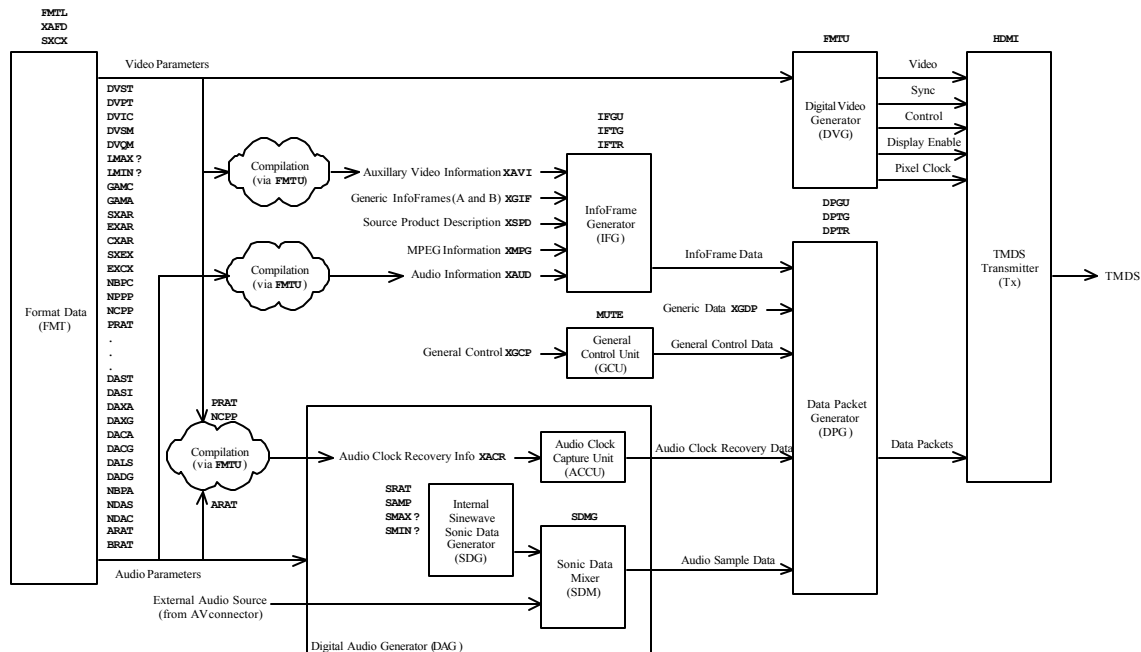 FMTL
XAFD
SXCX
Format Data
(FMT)
Video Parameters
DVST
DVPT
DVIC
DVSM
DVQM
LMAX?
LMIN?
GAMC
GAMA
SXAR
EXAR
CXAR
SXEX
EXCX
NBPC
NPPP
NCPP
PRAT
.
.
.
DAST
DASI
DAXA
DAXG
DACA
DACG
DALS
DADG
NBPA
NDAS
NDAC
ARAT
BRAT
Audio Parameters
Compilation
(via FMTU)
Compilation
(via FMTU)
PRAT
NCPP
Compilation
(via FMTU)
ARAT
Auxillary Video Information XAVI
Generic InfoFrames (A and B) XGIF
Source Product Description XSPD
MPEG Information XMPG
Audio Information XAUD
IFGU
IFTG
IFTR
InfoFrame
Generator
(IFG)
InfoFrame Data
Generic Data XGDP
MUTE
General Control XGCP
General
Control Unit
(GCU)
General Control Data
Audio Clock Recovery Info XACR
Audio Clock
Capture Unit
(ACCU)
Audio Clock Recovery Data
SRAT
SAMP
SMAX?
SMIN?
Internal
Sinewave
Sonic Data
Generator
(SDG)
SDMG
Sonic Data
Mixer
(SDM)
Audio Sample Data
External Audio Source
(from AV connector)
Digital Audio Generator (DAG)
FMTU
Digital Video
Generator
(DVG)
Video
Sync
Control
Display Enable
Pixel Clock
DPGU
DPTG
DPTR
Data Packet
Generator
(DPG)
Data Packets
HDMI
TMDS
Transmitter
(Tx)
TMDS